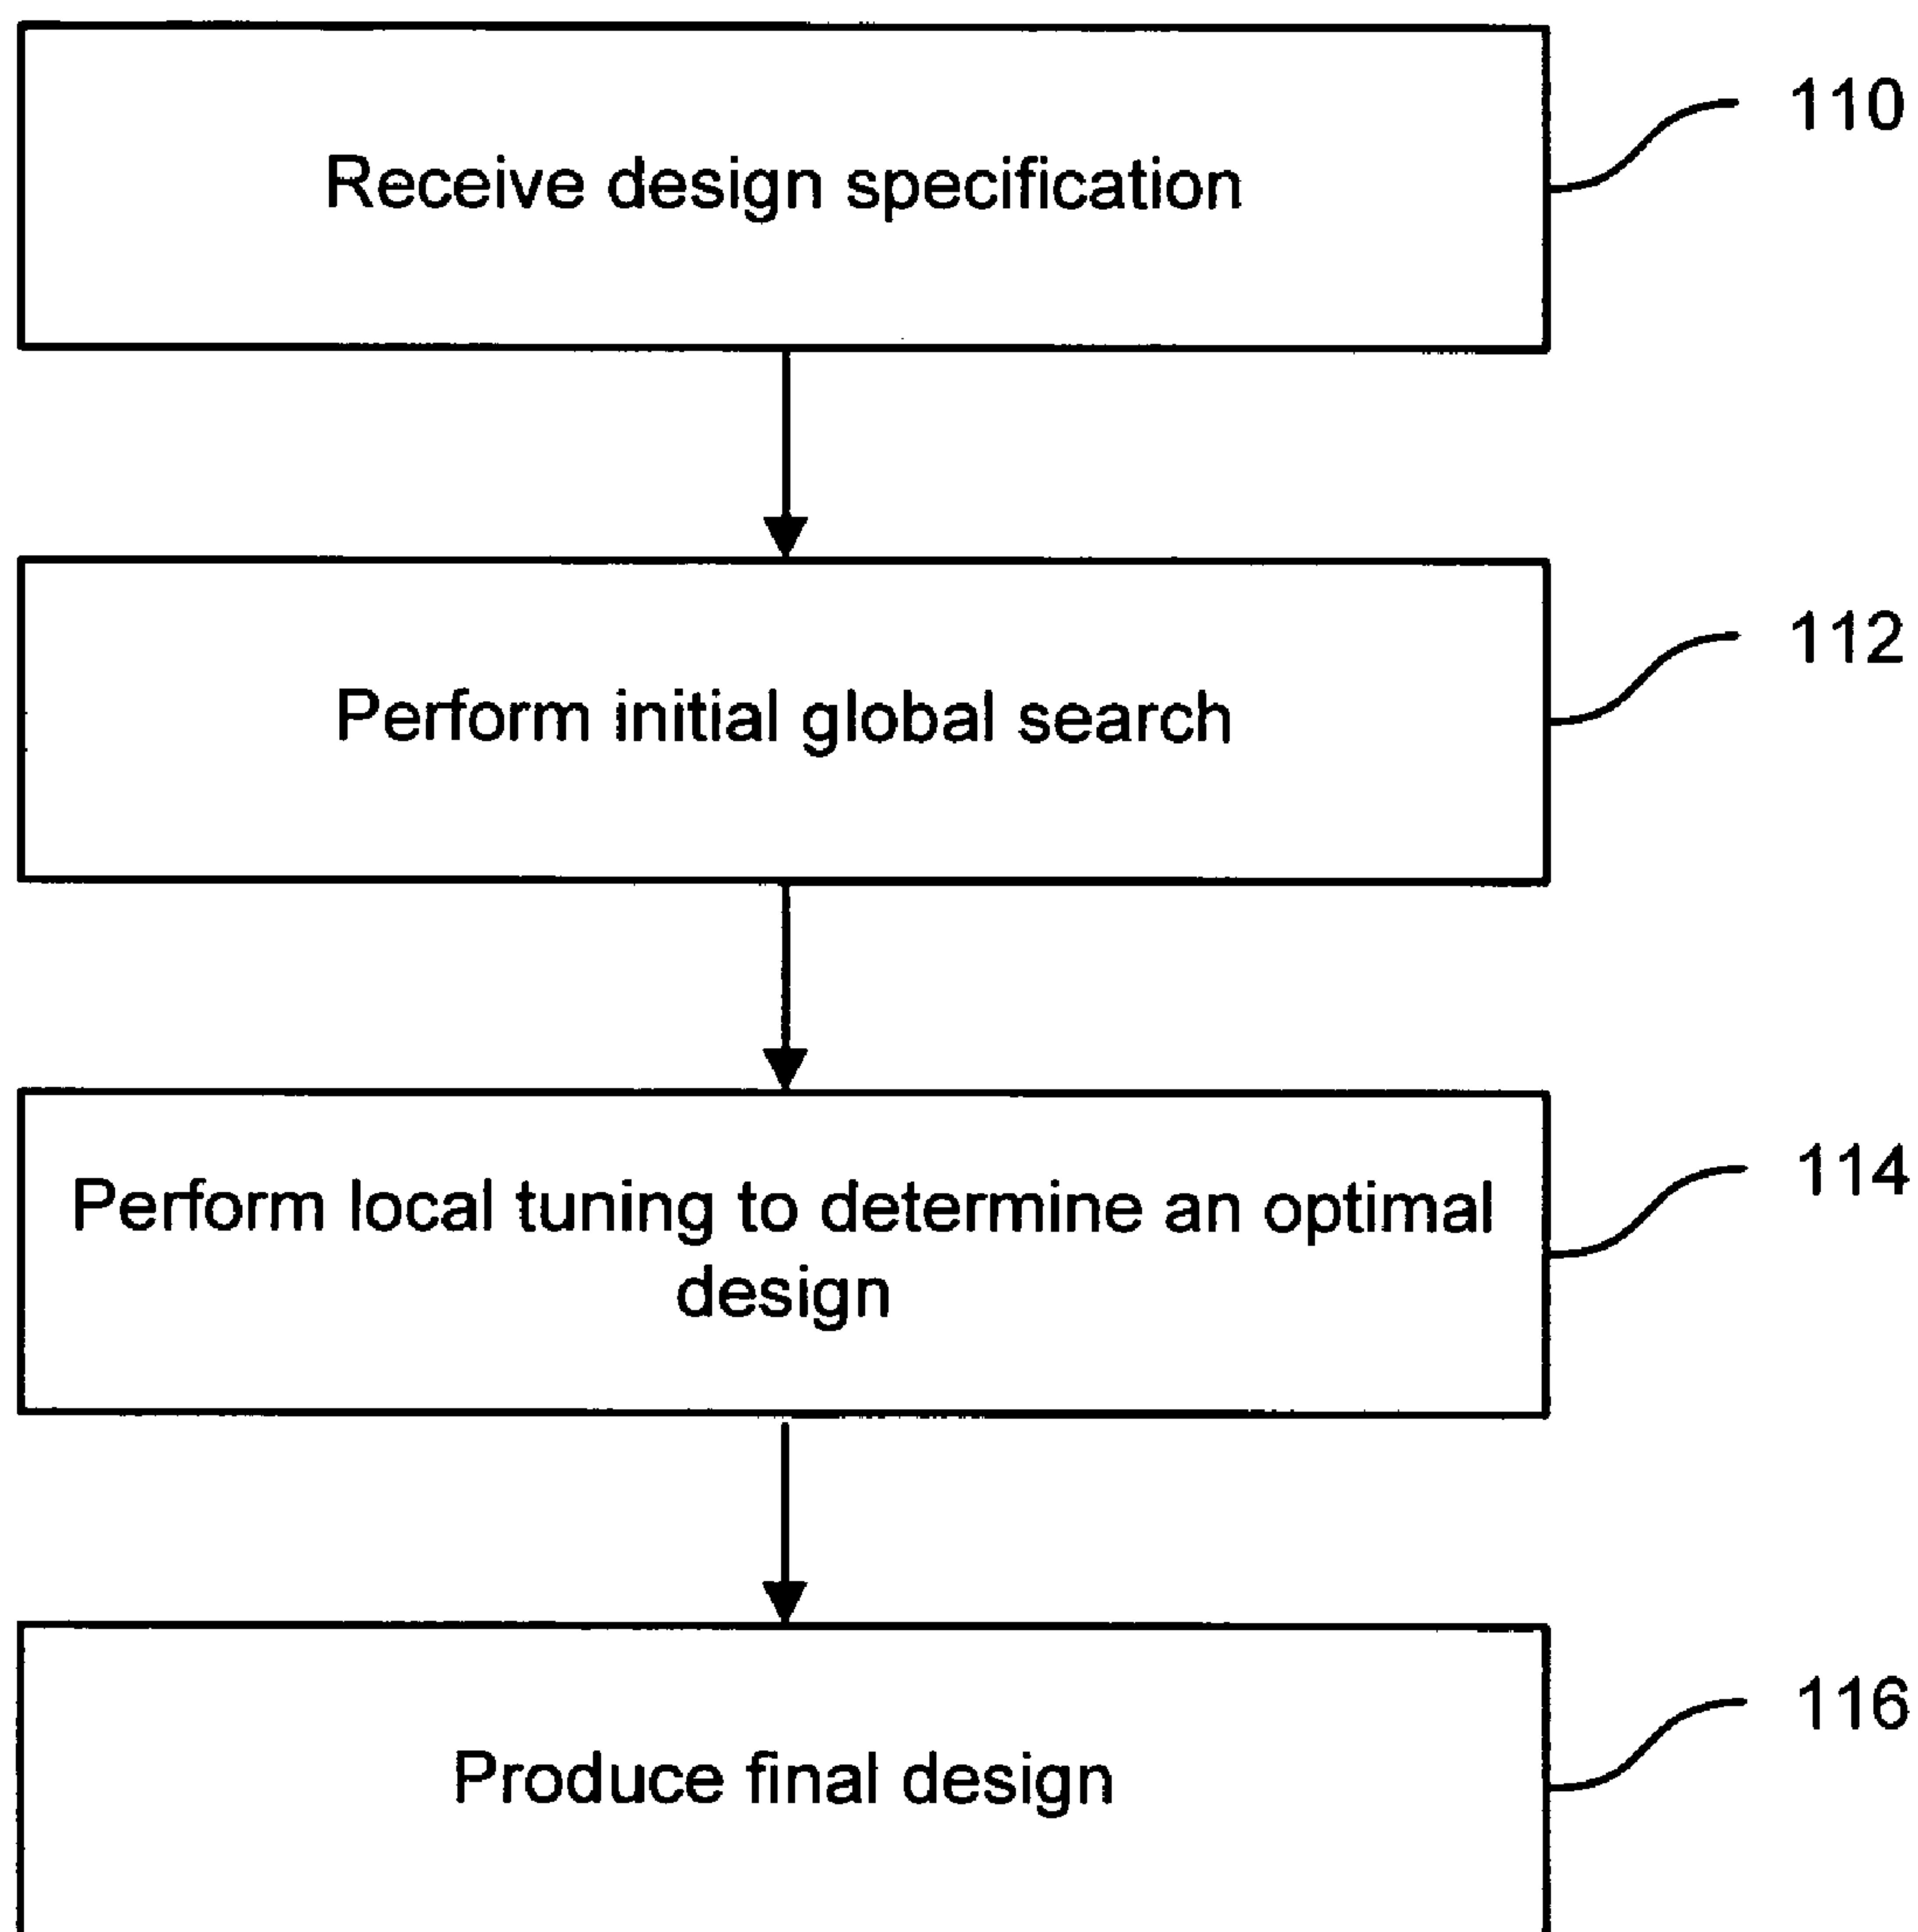 Receive design specification
110
Perform initial global search
112
Perform local tuning to determine an optimal
design
114
Produce final design
116